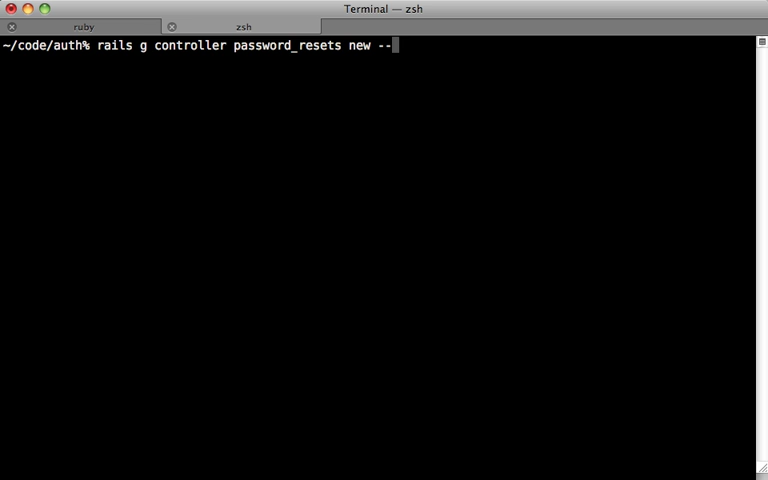 Terminal — zsh
ruby
zsh
~/code/auth% rails g controller password_resets new --